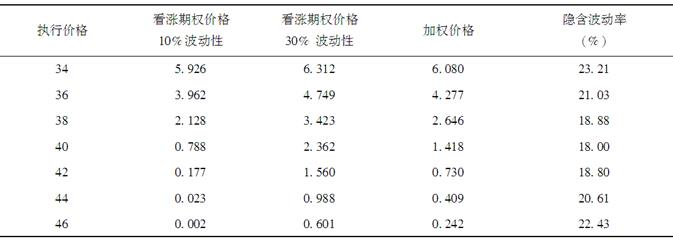 执行价格 看涨期权价格 看涨期权价格 加权价格 隐含波动率
10%波动性 30% 波动性 (%)
34 5.926 6.312 6.080 23.21
36 3.962 4.749 4.277 21.03
38 2.128 3.423 2.646 18.88
40 0.788 2.362 1.418 18.00
42 0.177 1.560 0.730 18.80
44 0.023 0.988 0.409 20.61
46 0.002 0.601 0.242 22.43